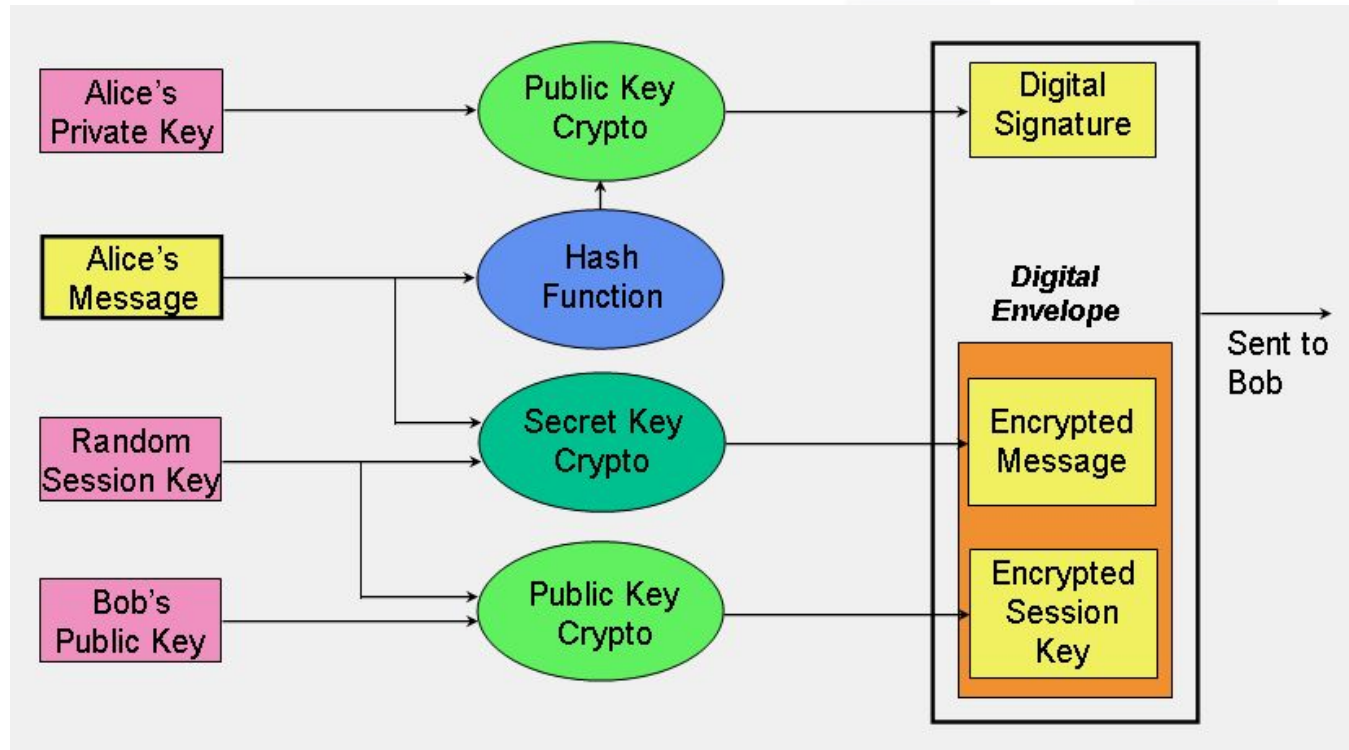 Alice's
Private Key
Public Key
Crypto
Digital
Signature
Alice's
Message
Hash
Function
Digital
Envelope
Sent to
Bob
Random
Session Key
Secret Key
Crypto
Encrypted
Message
Bob's
Public Key
Public Key
Crypto
Encrypted
Session
Key